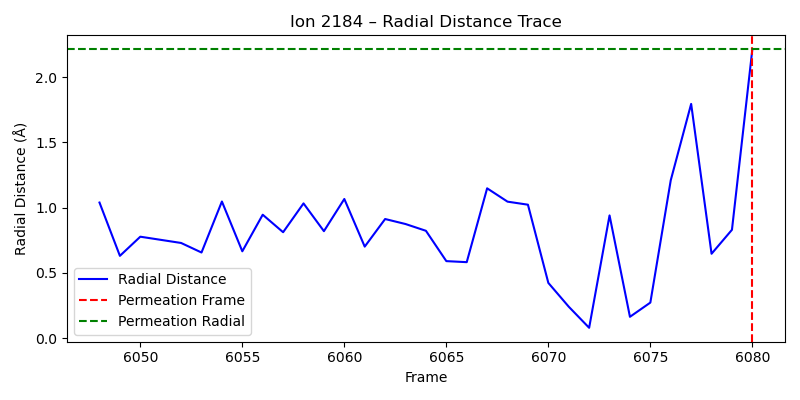 Ion 2184 – Radial Distance Trace
Radial Distance (Å)
2.0
1.5
1.0
0.5
0.0
Radial Distance
Permeation Frame
Permeation Radial
6050 6055 6060 6065 6070 6075 6080
Frame